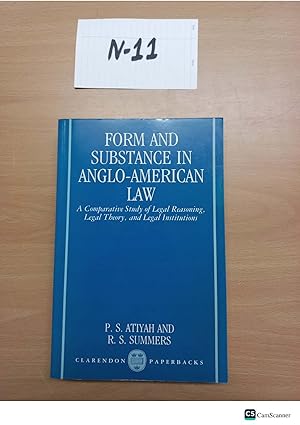 N-11
FORM AND
SUBSTANCE IN
ANGLO-AMERICAN
LAW
A Comparative Study of Legal Reasoning,
Legal Theory, and Legal Institutions
P. S. ATIYAH AND
R. S. SUMMERS
CLARENDON PAPERBACKS
CS CamScanner